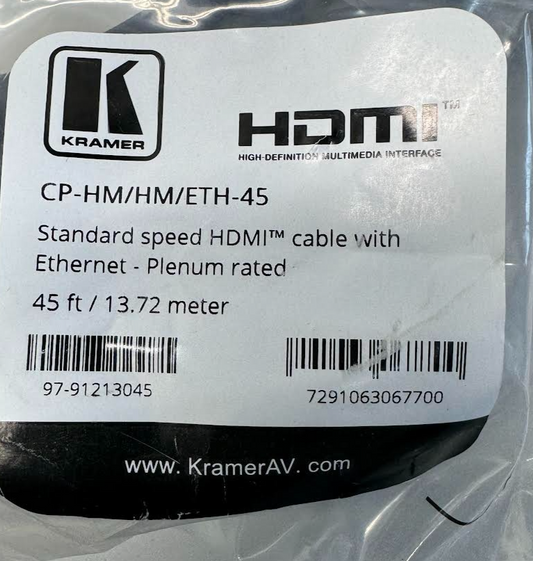 K
KRAMER
HDMI™
HIGH-DEFINITION MULTIMEDIA INTERFACE
CP-HM/HM/ETH-45
Standard speed HDMI™ cable with
Ethernet - Plenum rated
45 ft / 13.72 meter
97-91213045
7291063067700
www. KramerAV. com